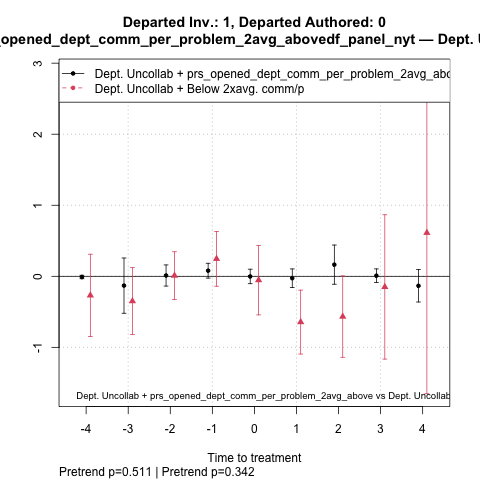 Departed Inv.: 1, Departed Authored: 0
_opened_dept_comm_per_problem_2avg_abovedf_panel_nyt — Dept. U
3
Dept. Uncollab + prs_opened_dept_comm_per_problem_2avg_abo
Dept. Uncollab + Below 2xavg. comm/p
2
1
0
-1
Dept. Uncollab + prs_opened_dept_comm_per_problem_2avg_above vs Dept. Uncollab
-4 -3 -2 -1 0 1 2 3 4
Time to treatment
Pretrend p=0.511 | Pretrend p=0.342